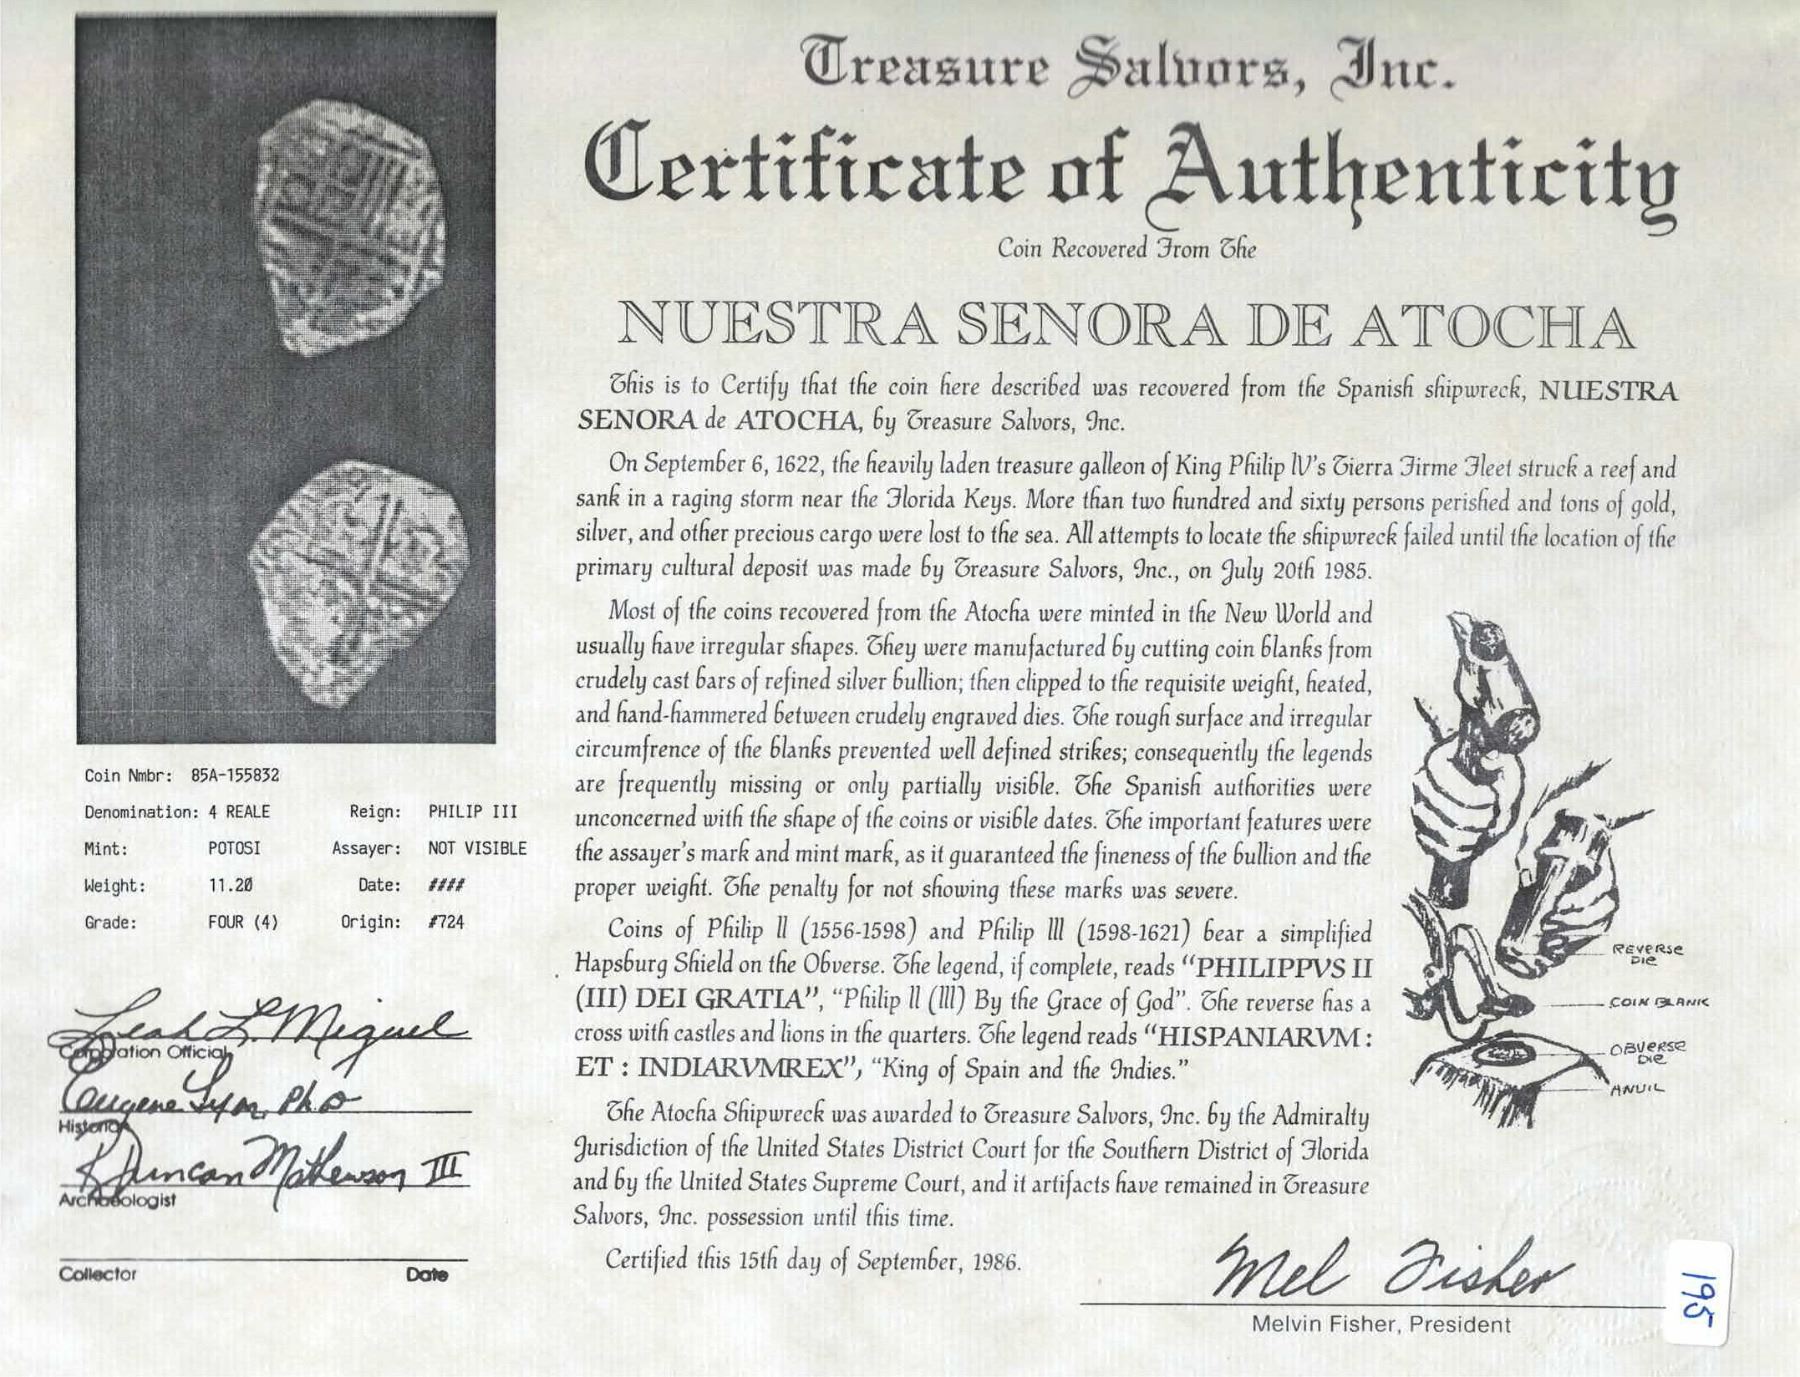 Treasure Salvors, Inc.
Certificate of Authenticity
Coin Recovered From The
NUESTRA SENORA DE ATOCHA
This is to Certify that the coin here described was recovered from the Spanish shipwreck, NUESTRA
SENORA de ATOCHA, by Treasure Salvors, Inc.
On September 6, 1622, the heavily laden treasure galleon of King Philip IV's Tierra Firme Fleet struck a reef and
sank in a raging storm near the Florida Keys. More than two hundred and sixty persons perished and tons of gold,
silver, and other precious cargo were lost to the sea. All attempts to locate the shipwreck failed until the location of the
primary cultural deposit was made by Treasure Salvors, Inc., on July 20th 1985.
Most of the coins recovered from the Atocha were minted in the New World and
usually have irregular shapes. They were manufactured by cutting coin blanks from
crudely cast bars of refined silver bullion; then clipped to the requisite weight, heated,
and hand-hammered between crudely engraved dies. The rough surface and irregular
circumfrence of the blanks prevented well defined strikes; consequently the legends
are frequently missing or only partially visible. The Spanish authorities were
unconcerned with the shape of the coins or visible dates. The important features were
the assayer's mark and mint mark, as it guaranteed the fineness of the bullion and the
proper weight. The penalty for not showing these marks was severe.
Coins of Philip II (1556-1598) and Philip III (1598-1621) bear a simplified
Hapsburg Shield on the Obverse. The legend, if complete, reads "PHILIPPVS II
(III) DEI GRATIA", "Philip II (III) By the Grace of God". The reverse has a
cross with castles and lions in the quarters. The legend reads "HISPANIARVM :
ET : INDIARVMREX", "King of Spain and the Indies."
The Atocha Shipwreck was awarded to Treasure Salvors, Inc. by the Admiralty
Jurisdiction of the United States District Court for the Southern District of Florida
and by the United States Supreme Court, and it artifacts have remained in Treasure
Salvors, Inc. possession until this time.
Certified this 15th day of September, 1986.
REVERSE
DIE
COIN BLANK
OBVERSE
DIE
ANVIL
Mel Fisher
Melvin Fisher, President
195
Coin Nmbr: 85A-155832
Denomination: 4 REALE Reign: PHILIP III
Mint: POTOSI Assayer: NOT VISIBLE
Weight: 11.20 Date: ####
Grade: FOUR (4) Origin: #724
Leah L. Miguel
Corporation Official
Eugene Lyon, PhD
Historian
R Duncan Mathewson III
Archaeologist
Collector Date